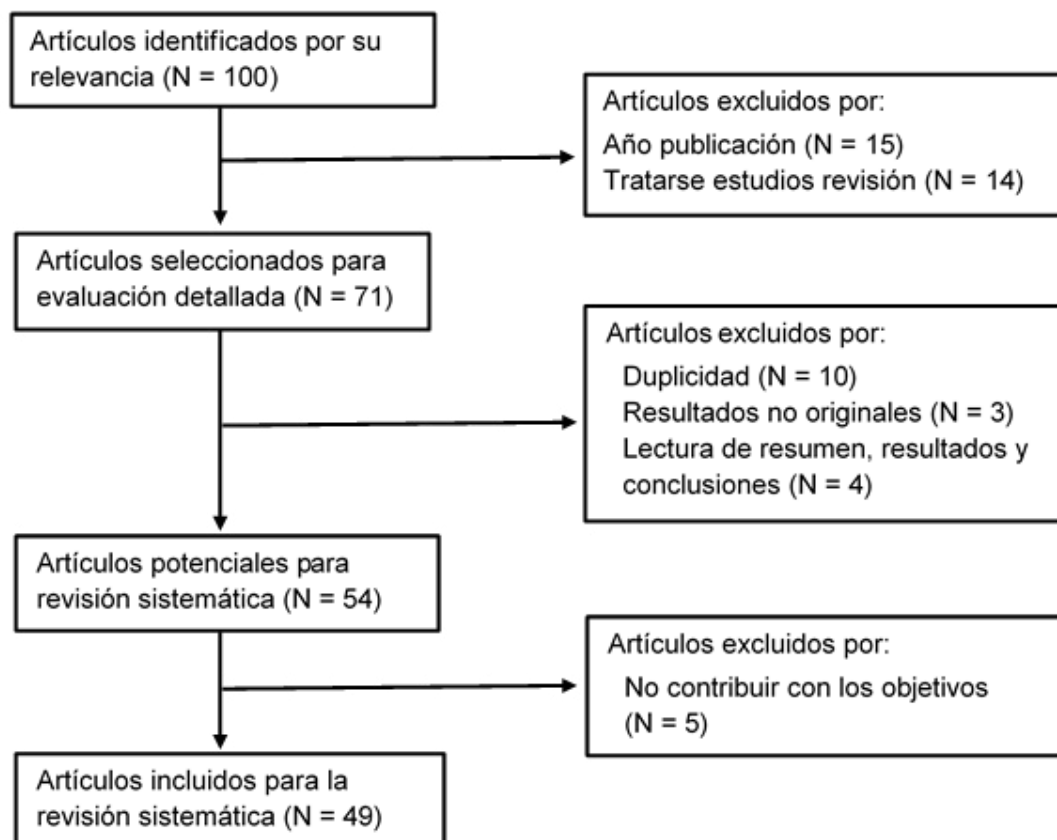 Artículos identificados por su
relevancia (N = 100)
Artículos excluidos por:
Año publicación (N = 15)
Tratarse estudios revisión (N = 14)
Artículos seleccionados para
evaluación detallada (N = 71)
Artículos excluidos por:
Duplicidad (N = 10)
Resultados no originales (N = 3)
Lectura de resumen, resultados y
conclusiones (N = 4)
Artículos potenciales para
revisión sistemática (N = 54)
Artículos excluidos por:
No contribuir con los objetivos
(N = 5)
Artículos incluidos para la
revisión sistemática (N = 49)